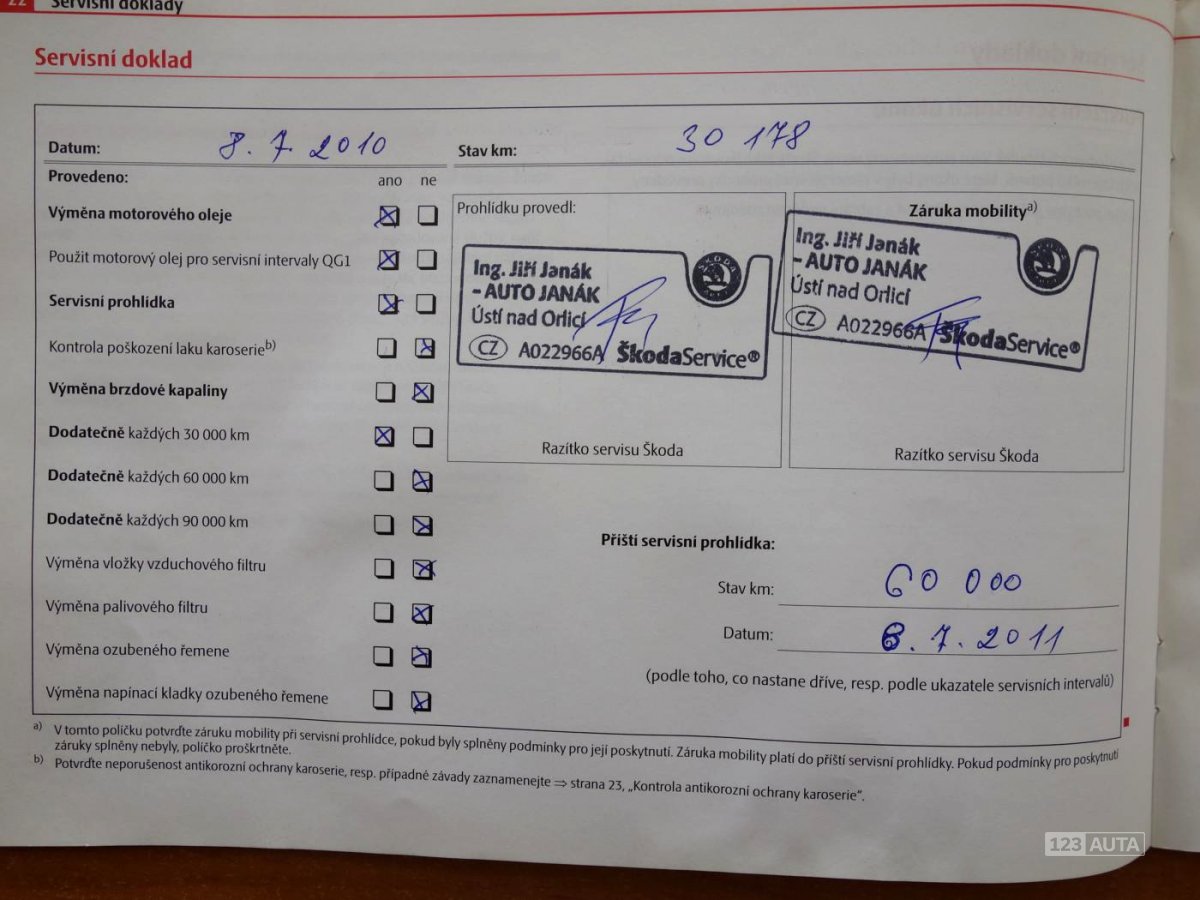 22 Servisní doklady
Servisní doklad
Datum: 8. 7. 2010 Stav km: 30 178
Provedeno: ano ne
Výměna motorového oleje
Použit motorový olej pro servisní intervaly QG1
Servisní prohlídka
Kontrola poškození laku karoserieb)
Výměna brzdové kapaliny
Dodatečně každých 30 000 km
Dodatečně každých 60 000 km
Dodatečně každých 90 000 km
Výměna vložky vzduchového filtru
Výměna palivového filtru
Výměna ozubeného řemene
Výměna napínací kladky ozubeného řemene
Prohlídku provedl:
Ing. Jiří Janák
- AUTO JANÁK
Ústí nad Orlicí
CZ A022966A ŠkodaService®
Razítko servisu Škoda
Záruka mobilitya)
Ing. Jiří Janák
- AUTO JANÁK
Ústí nad Orlicí
CZ A022966A ŠkodaService®
Razítko servisu Škoda
Příští servisní prohlídka:
Stav km: 60 000
Datum: 8. 7. 2011
(podle toho, co nastane dříve, resp. podle ukazatele servisních intervalů)
a) V tomto políčku potvrďte záruku mobility při servisní prohlídce, pokud byly splněny podmínky pro její poskytnutí. Záruka mobility platí do příští servisní prohlídky. Pokud podmínky pro poskytnutí
záruky splněny nebyly, políčko proškrtněte.
b) Potvrďte neporušenost antikorozní ochrany karoserie, resp. případné závady zaznamenejte ⇒ strana 23, „Kontrola antikorozní ochrany karoserie“.
123 AUTA